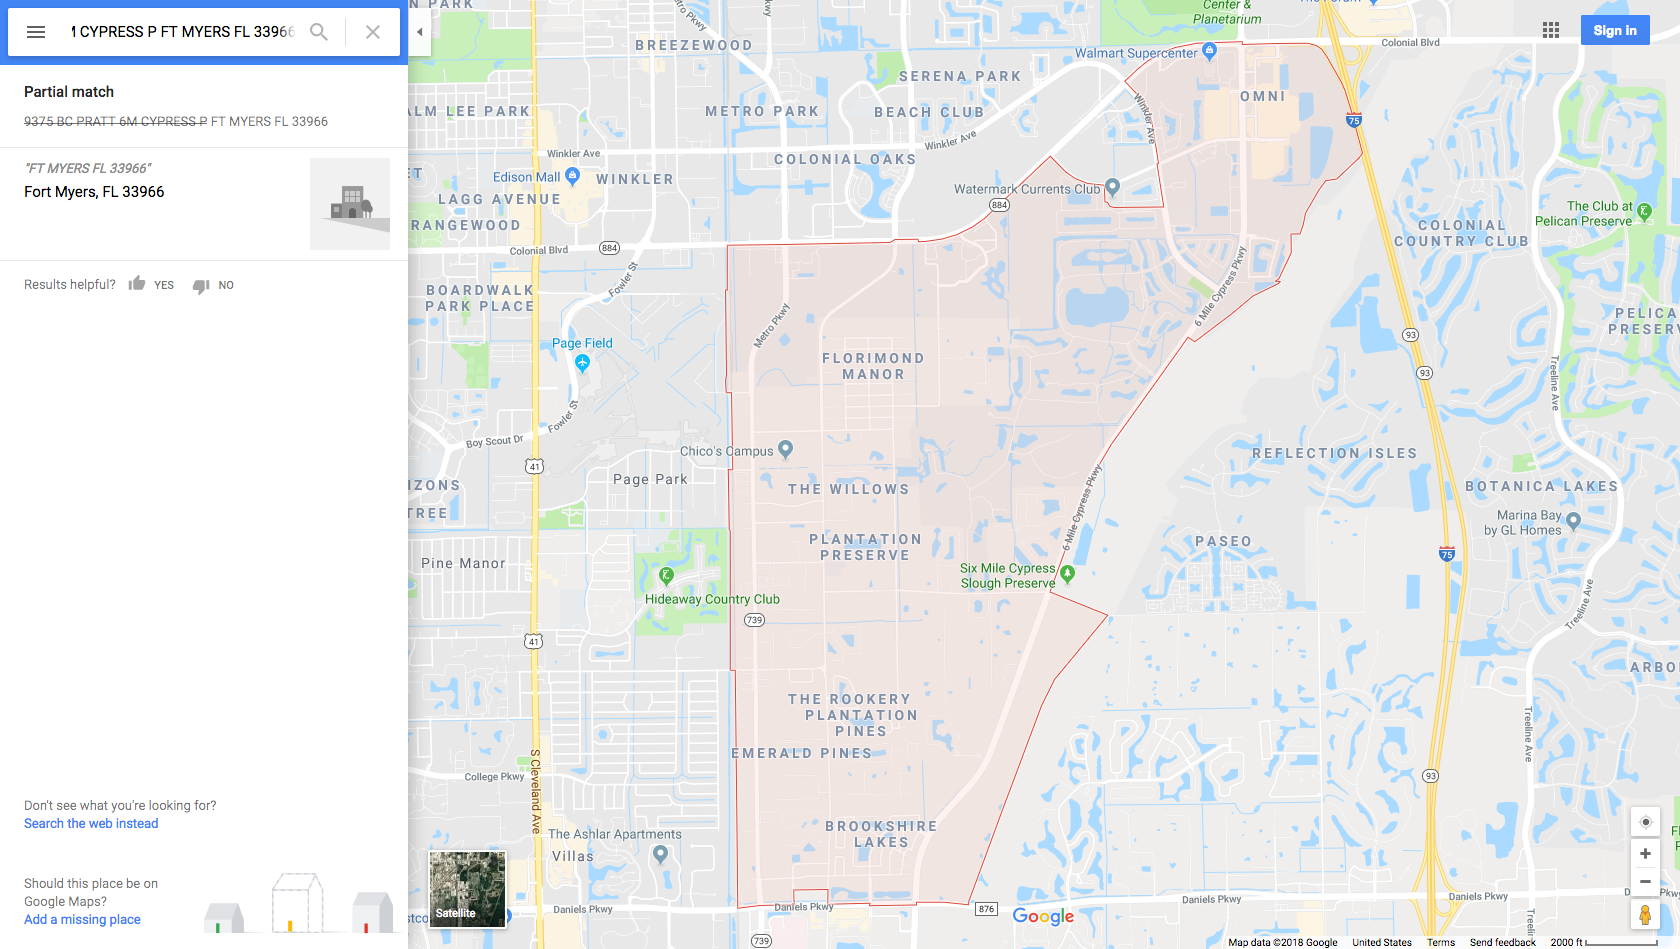 CYPRESS P FT MYERS FL 33966
Partial match
9375 BC PRATT 6M CYPRESS P FT MYERS FL 33966
"FT MYERS FL 33966"
Fort Myers, FL 33966
Results helpful? YES NO
Don't see what you're looking for?
Search the web instead
Should this place be on
Google Maps?
Add a missing place
PARK
Center &
Planetarium
Metro Pkwy
BREEZEWOOD
Walmart Supercenter
Colonial Blvd
Sign in
SERENA PARK
OMNI
ALM LEE PARK
METRO PARK
BEACH CLUB
Winkler Ave
75
Winkler Ave
Winkler Ave
COLONIAL OAKS
Edison Mall
WINKLER
Watermark Currents Club
884
LAGG AVENUE
RANGEWOOD
The Club at
Pelican Preserve
COLONIAL
COUNTRY CLUB
Colonial Blvd
884
Fowler St
BOARDWALK
PARK PLACE
6 Mile Cypress Pkwy
Metro Pkwy
PELICA
PRESERV
93
Page Field
FLORIMOND
MANOR
93
Treeline Ave
Fowler St
Boy Scout Dr
41
Chico's Campus
REFLECTION ISLES
Page Park
THE WILLOWS
IZONS
TREE
6 Mile Cypress Pkwy
BOTANICA LAKES
Marina Bay
by GL Homes
PLANTATION
PRESERVE
PASEO
75
Pine Manor
Six Mile Cypress
Slough Preserve
Hideaway Country Club
739
Treeline Ave
41
ARBO
THE ROOKERY
PLANTATION
PINES
EMERALD PINES
Treeline Ave
College Pkwy
93
S Cleveland Ave
The Ashlar Apartments
Villas
BROOKSHIRE
LAKES
Satellite
Daniels Pkwy
Daniels Pkwy
876
Google
Daniels Pkwy
Daniels Pkwy
739
Map data ©2018 Google United States Terms Send feedback 2000 ft